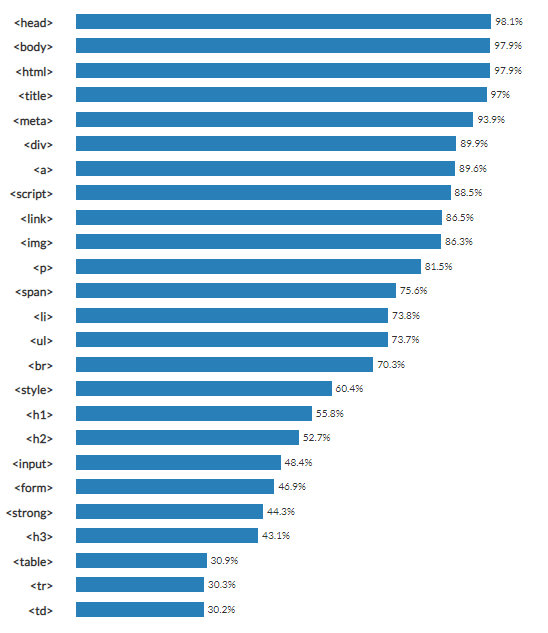 <head> 98.1%
<body> 97.9%
<html> 97.9%
<title> 97%
<meta> 93.9%
<div> 89.9%
<a> 89.6%
<script> 88.5%
<link> 86.5%
<img> 86.3%
<p> 81.5%
<span> 75.6%
<li> 73.8%
<ul> 73.7%
<br> 70.3%
<style> 60.4%
<h1> 55.8%
<h2> 52.7%
<input> 48.4%
<form> 46.9%
<strong> 44.3%
<h3> 43.1%
<table> 30.9%
<tr> 30.3%
<td> 30.2%